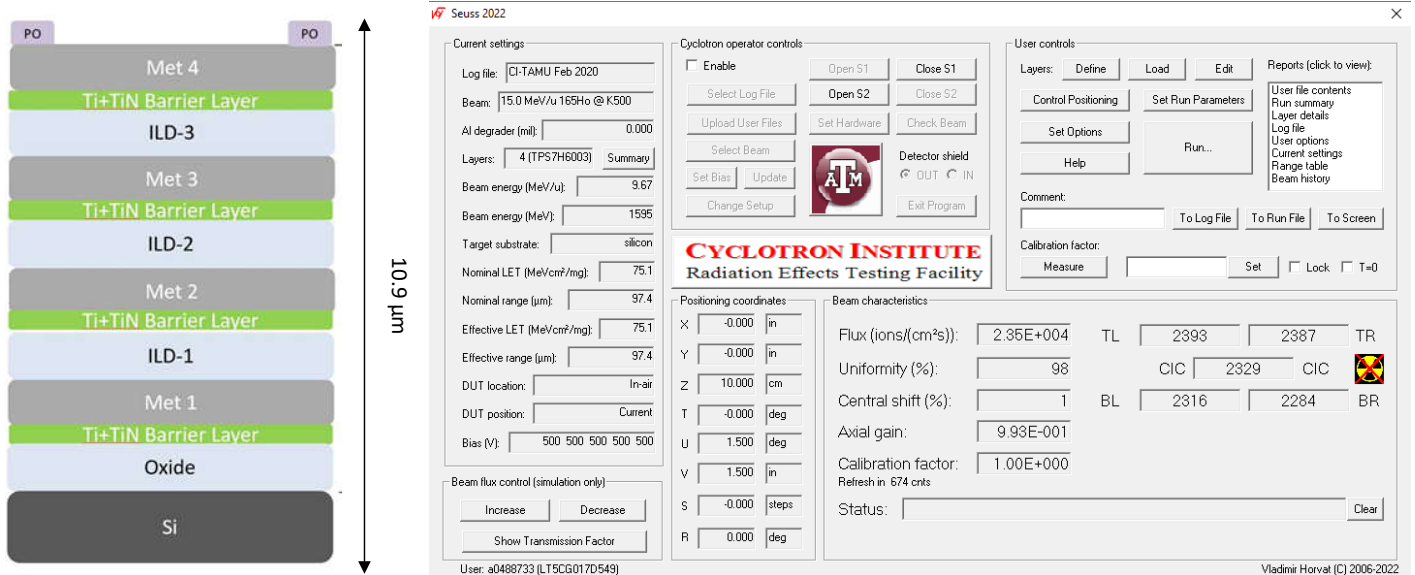 PO PO
Met 4
Ti+TiN Barrier Layer
ILD-3
Met 3
Ti+TiN Barrier Layer
ILD-2
Met 2
Ti+TiN Barrier Layer
ILD-1
Met 1
Ti+TiN Barrier Layer
Oxide
Si
10.9 µm
Seuss 2022
Current settings
Log file: CI-TAMU Feb 2020
Beam: 15.0 MeV/u 165Ho @ K500
Al degrader (mil): 0.000
Layers: 4 (TPS7H6003) Summary
Beam energy (MeV/u): 9.67
Beam energy (MeV): 1595
Target substrate: silicon
Nominal LET (MeVcm²/mg): 75.1
Nominal range (µm): 97.4
Effective LET (MeVcm²/mg): 75.1
Effective range (µm): 97.4
DUT location: In-air
DUT position: Current
Bias (V): 500 500 500 500 500
Beam flux control (simulation only)
Increase Decrease
Show Transmission Factor
User: a0488733 (LT5CG017D549)
Cyclotron operator controls
Enable Open S1 Close S1
Select Log File Open S2 Close S2
Upload User Files Set Hardware Check Beam
Select Beam
Set Bias Update
Change Setup
ATM
Detector shield
OUT IN
Exit Program
CYCLOTRON INSTITUTE
Radiation Effects Testing Facility
Positioning coordinates
X -0.000 in
Y -0.000 in
Z 10.000 cm
T -0.000 deg
U 1.500 deg
V 1.500 in
S -0.000 steps
R 0.000 deg
User controls
Layers: Define Load Edit
Control Positioning Set Run Parameters
Set Options
Run...
Help
Reports (click to view):
User file contents
Run summary
Layer details
Log file
User options
Current settings
Range table
Beam history
Comment:
To Log File To Run File To Screen
Calibration factor:
Measure Set Lock T=0
Beam characteristics
Flux (ions/(cm²s)): 2.35E+004 TL 2393 2387 TR
Uniformity (%): 98 CIC 2329 CIC
Central shift (%): 1 BL 2316 2284 BR
Axial gain: 9.93E-001
Calibration factor: 1.00E+000
Refresh in 674 cnts
Status: Clear
Vladimir Horvat (C) 2006-2022